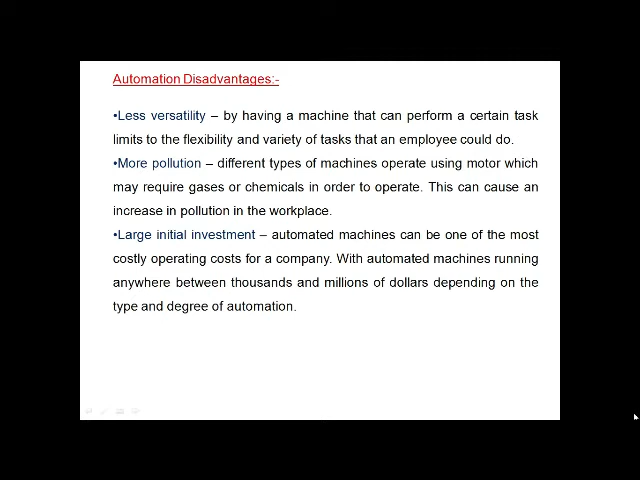 Automation Disadvantages:-
•Less versatility – by having a machine that can perform a certain task
limits to the flexibility and variety of tasks that an employee could do.
•More pollution – different types of machines operate using motor which
may require gases or chemicals in order to operate. This can cause an
increase in pollution in the workplace.
•Large initial investment – automated machines can be one of the most
costly operating costs for a company. With automated machines running
anywhere between thousands and millions of dollars depending on the
type and degree of automation.